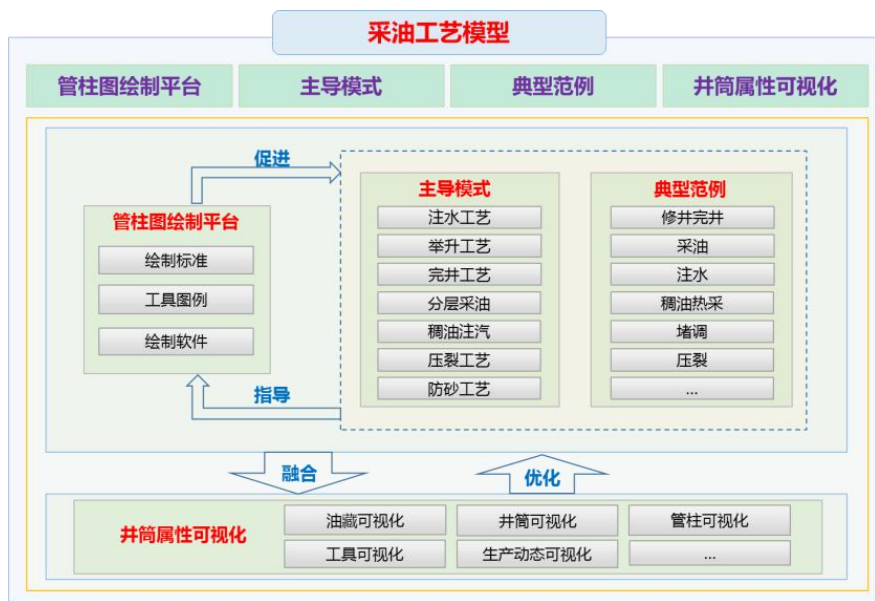 采油工艺模型
管柱图绘制平台
主导模式
典型范例
井筒属性可视化
促进
管柱图绘制平台
绘制标准
工具图例
绘制软件
指导
主导模式
注水工艺
举升工艺
完井工艺
分层采油
稠油注汽
压裂工艺
防砂工艺
典型范例
修井完井
采油
注水
稠油热采
堵调
压裂
...
融合
优化
井筒属性可视化
油藏可视化
井筒可视化
管柱可视化
工具可视化
生产动态可视化
...